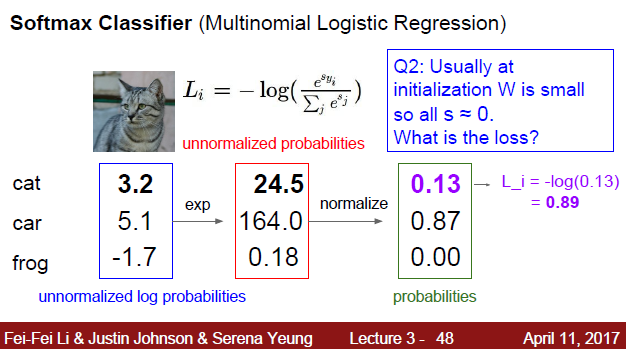 Softmax Classifier (Multinomial Logistic Regression)
L_i = − log( e^{s_{y_i}} / ∑_j e^{s_j} )
Q2: Usually at
initialization W is small
so all s ≈ 0.
What is the loss?
unnormalized probabilities
cat 3.2 24.5 0.13 L_i = -log(0.13)
= 0.89
exp normalize
car 5.1 164.0 0.87
frog -1.7 0.18 0.00
unnormalized log probabilities probabilities
Fei-Fei Li & Justin Johnson & Serena Yeung Lecture 3 - 48 April 11, 2017